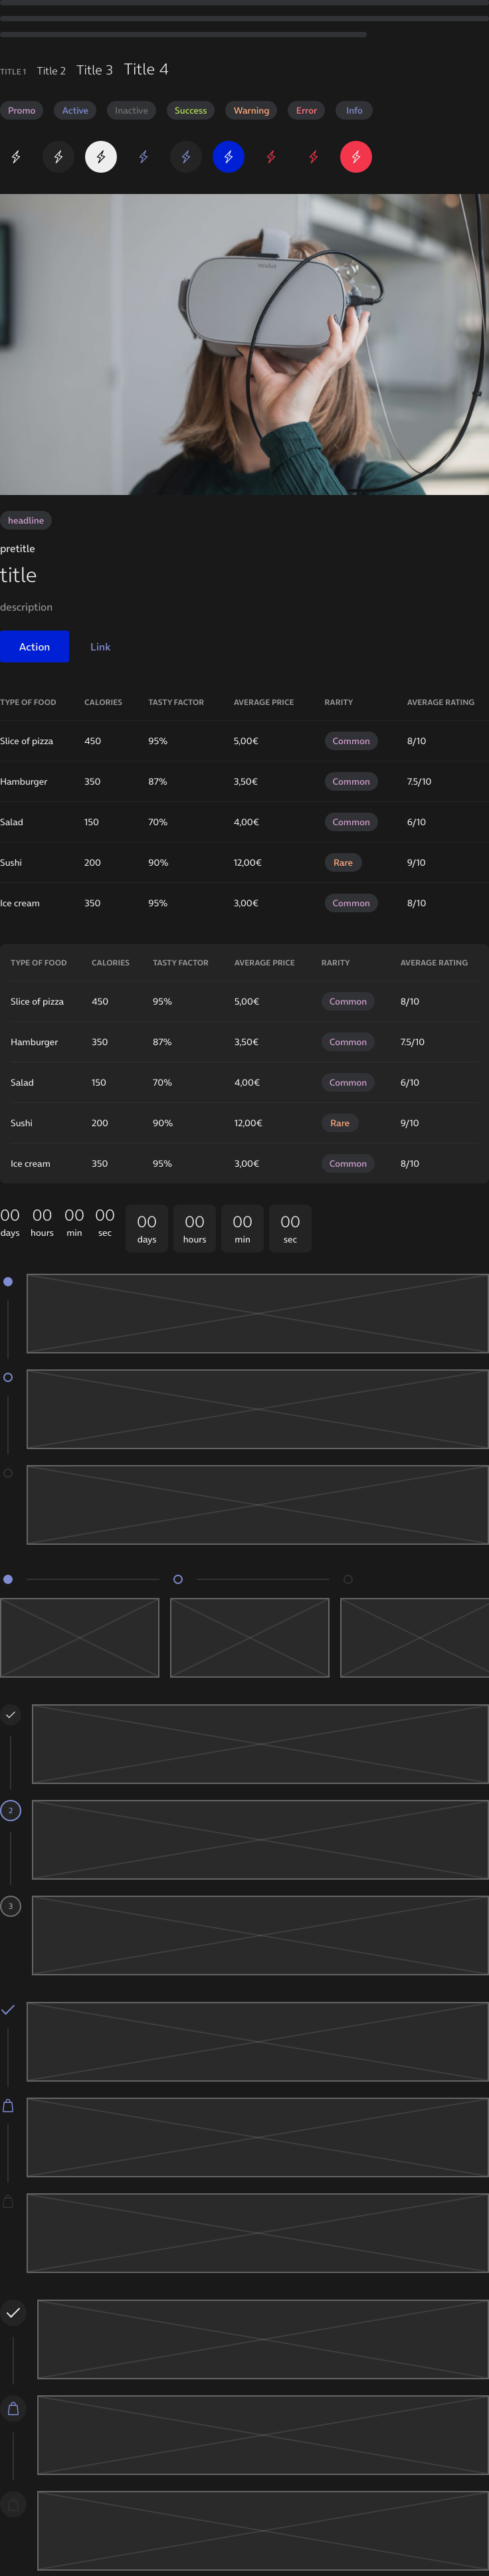 TITLE 1 Title 2 Title 3 Title 4
Promo Active Inactive Success Warning Error Info
oculus
headline
pretitle
title
description
Action Link
TYPE OF FOOD CALORIES TASTY FACTOR AVERAGE PRICE RARITY AVERAGE RATING
Slice of pizza 450 95% 5,00€ Common 8/10
Hamburger 350 87% 3,50€ Common 7.5/10
Salad 150 70% 4,00€ Common 6/10
Sushi 200 90% 12,00€ Rare 9/10
Ice cream 350 95% 3,00€ Common 8/10
TYPE OF FOOD CALORIES TASTY FACTOR AVERAGE PRICE RARITY AVERAGE RATING
Slice of pizza 450 95% 5,00€ Common 8/10
Hamburger 350 87% 3,50€ Common 7.5/10
Salad 150 70% 4,00€ Common 6/10
Sushi 200 90% 12,00€ Rare 9/10
Ice cream 350 95% 3,00€ Common 8/10
00 00 00 00 00 00 00 00
days hours min sec days hours min sec
2
3